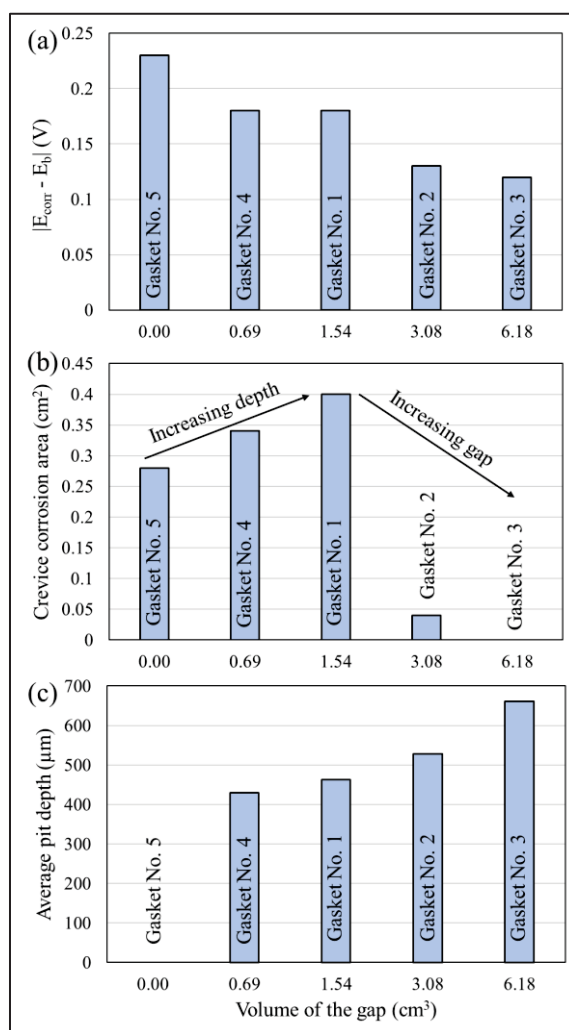 (a)
|E_corr - E_b| (V)
0.25
0.2
0.15
0.1
0.05
0
Gasket No. 5
Gasket No. 4
Gasket No. 1
Gasket No. 2
Gasket No. 3
0.00 0.69 1.54 3.08 6.18
(b)
Crevice corrosion area (cm²)
0.45
0.4
0.35
0.3
0.25
0.2
0.15
0.1
0.05
0
Increasing depth
Increasing gap
Gasket No. 5
Gasket No. 4
Gasket No. 1
Gasket No. 2
Gasket No. 3
0.00 0.69 1.54 3.08 6.18
(c)
Average pit depth (µm)
700
600
500
400
300
200
100
0
Gasket No. 5
Gasket No. 4
Gasket No. 1
Gasket No. 2
Gasket No. 3
0.00 0.69 1.54 3.08 6.18
Volume of the gap (cm³)